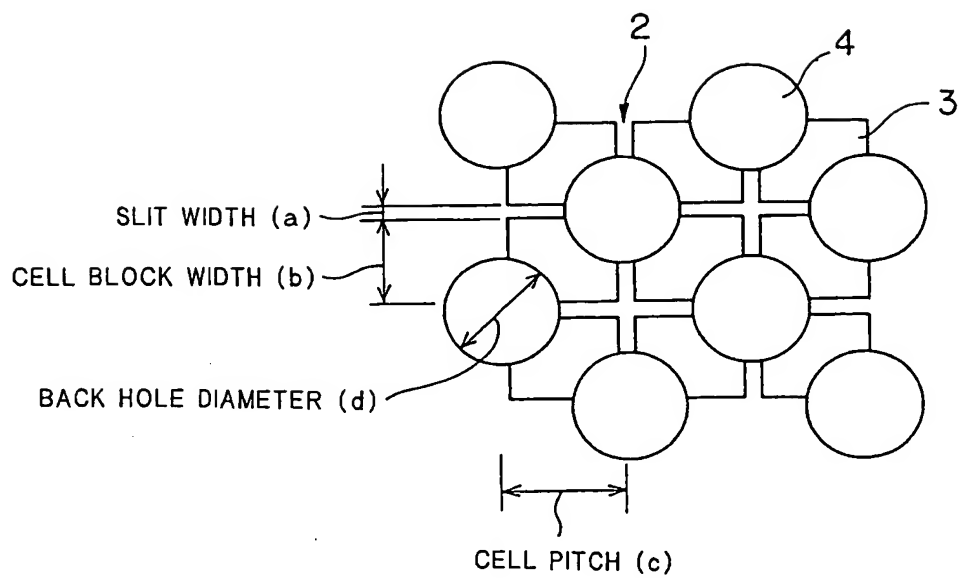 2
4
3
SLIT WIDTH (a)
CELL BLOCK WIDTH (b)
BACK HOLE DIAMETER (d)
CELL PITCH (c)